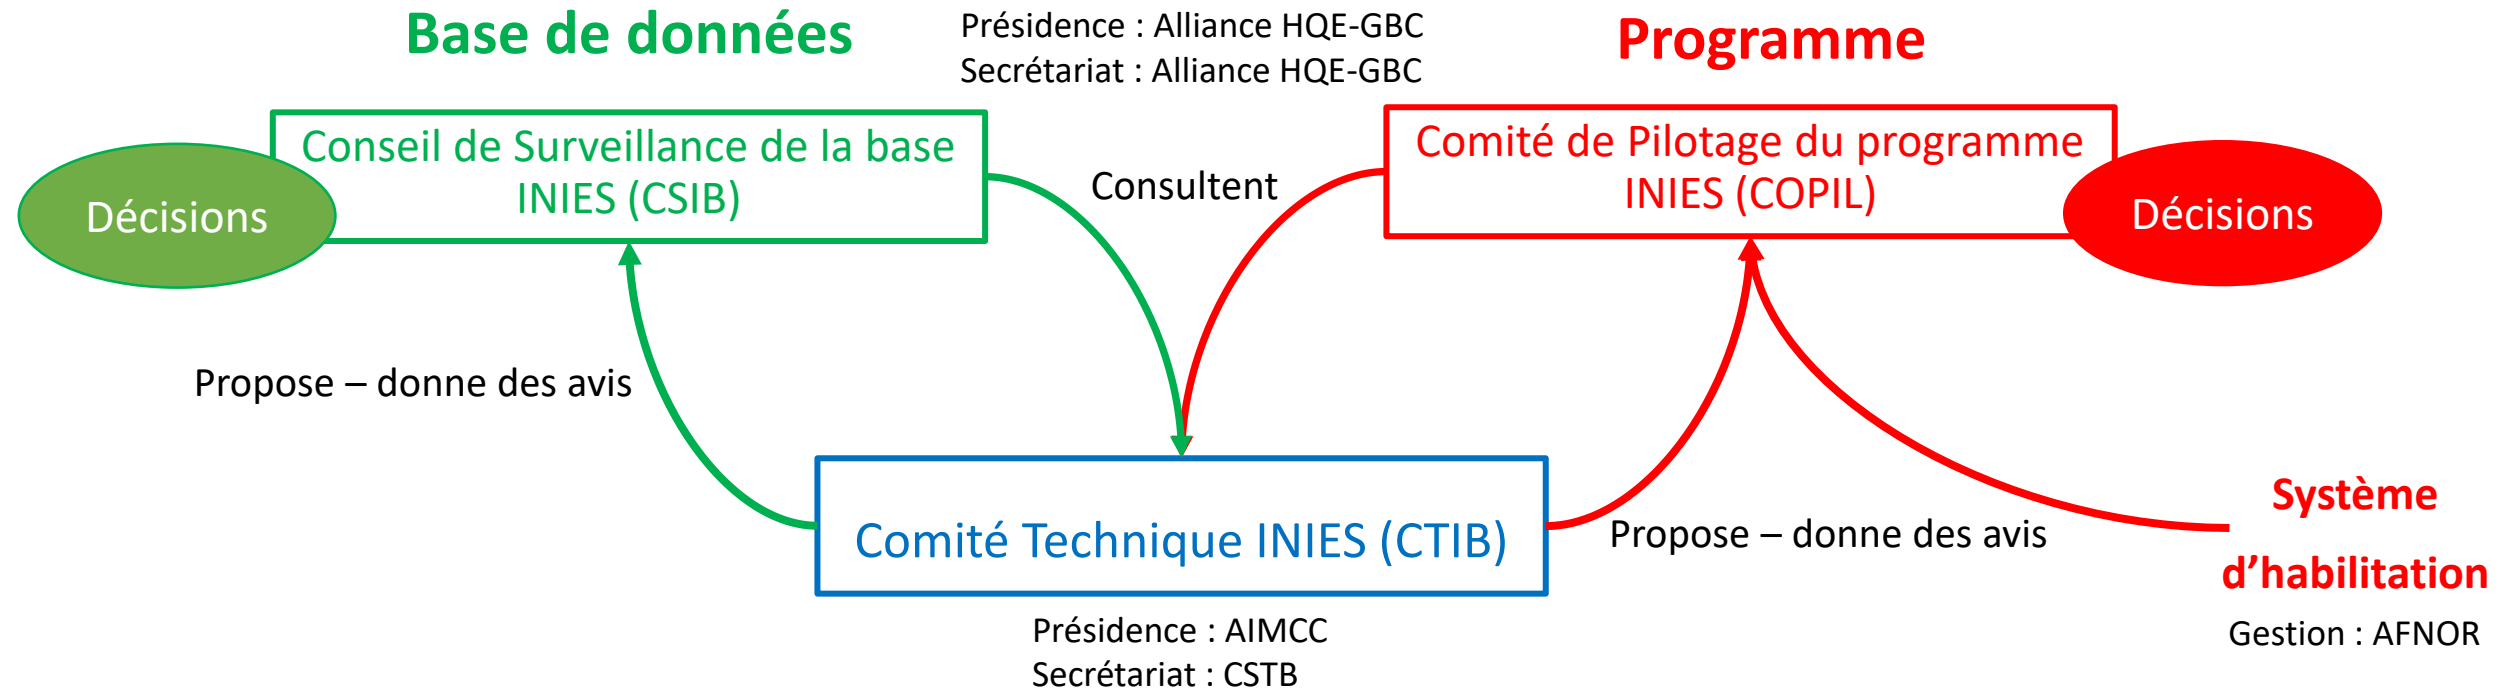 Base de données
Présidence : Alliance HQE-GBC
Secrétariat : Alliance HQE-GBC
Programme
Conseil de Surveillance de la base
INIES (CSIB)
Décisions
Consultent
Comité de Pilotage du programme
INIES (COPIL)
Décisions
Propose – donne des avis
Comité Technique INIES (CTIB)
Propose – donne des avis
Système
d’habilitation
Gestion : AFNOR
Présidence : AIMCC
Secrétariat : CSTB